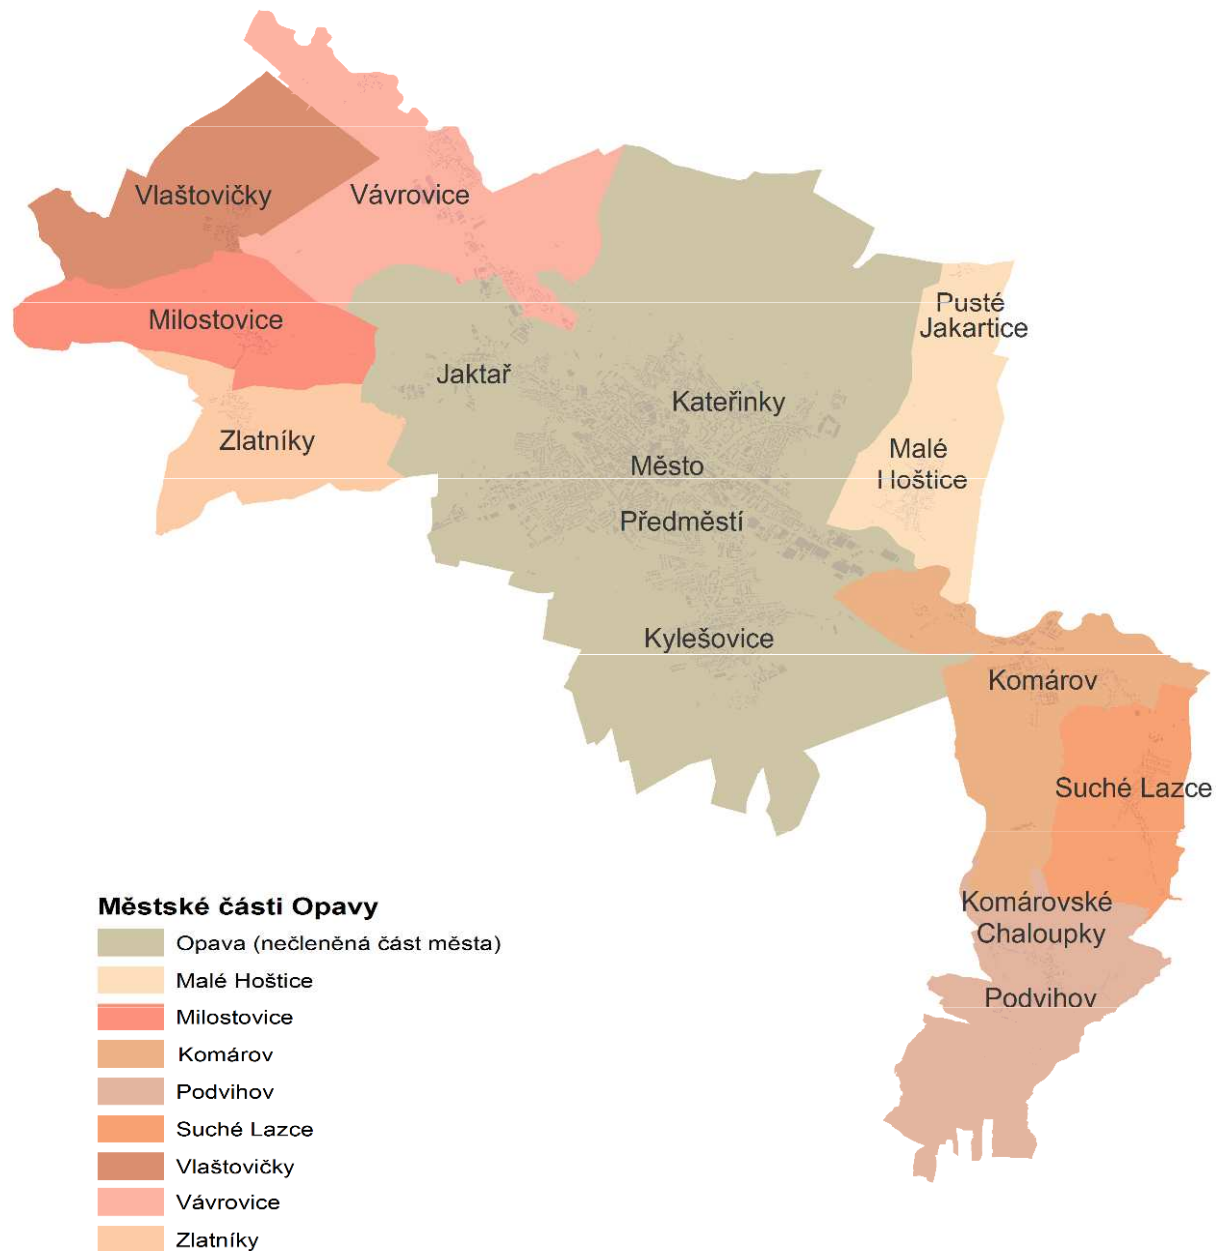 Vlaštovičky
Vávrovice
Pusté
Jakartice
Milostovice
Jaktař
Kateřinky
Zlatníky
Malé
Hoštice
Město
Předměstí
Kylešovice
Komárov
Suché Lazce
Komárovské
Chaloupky
Podvihov
Městské části Opavy
Opava (nečleněná část města)
Malé Hoštice
Milostovice
Komárov
Podvihov
Suché Lazce
Vlaštovičky
Vávrovice
Zlatníky